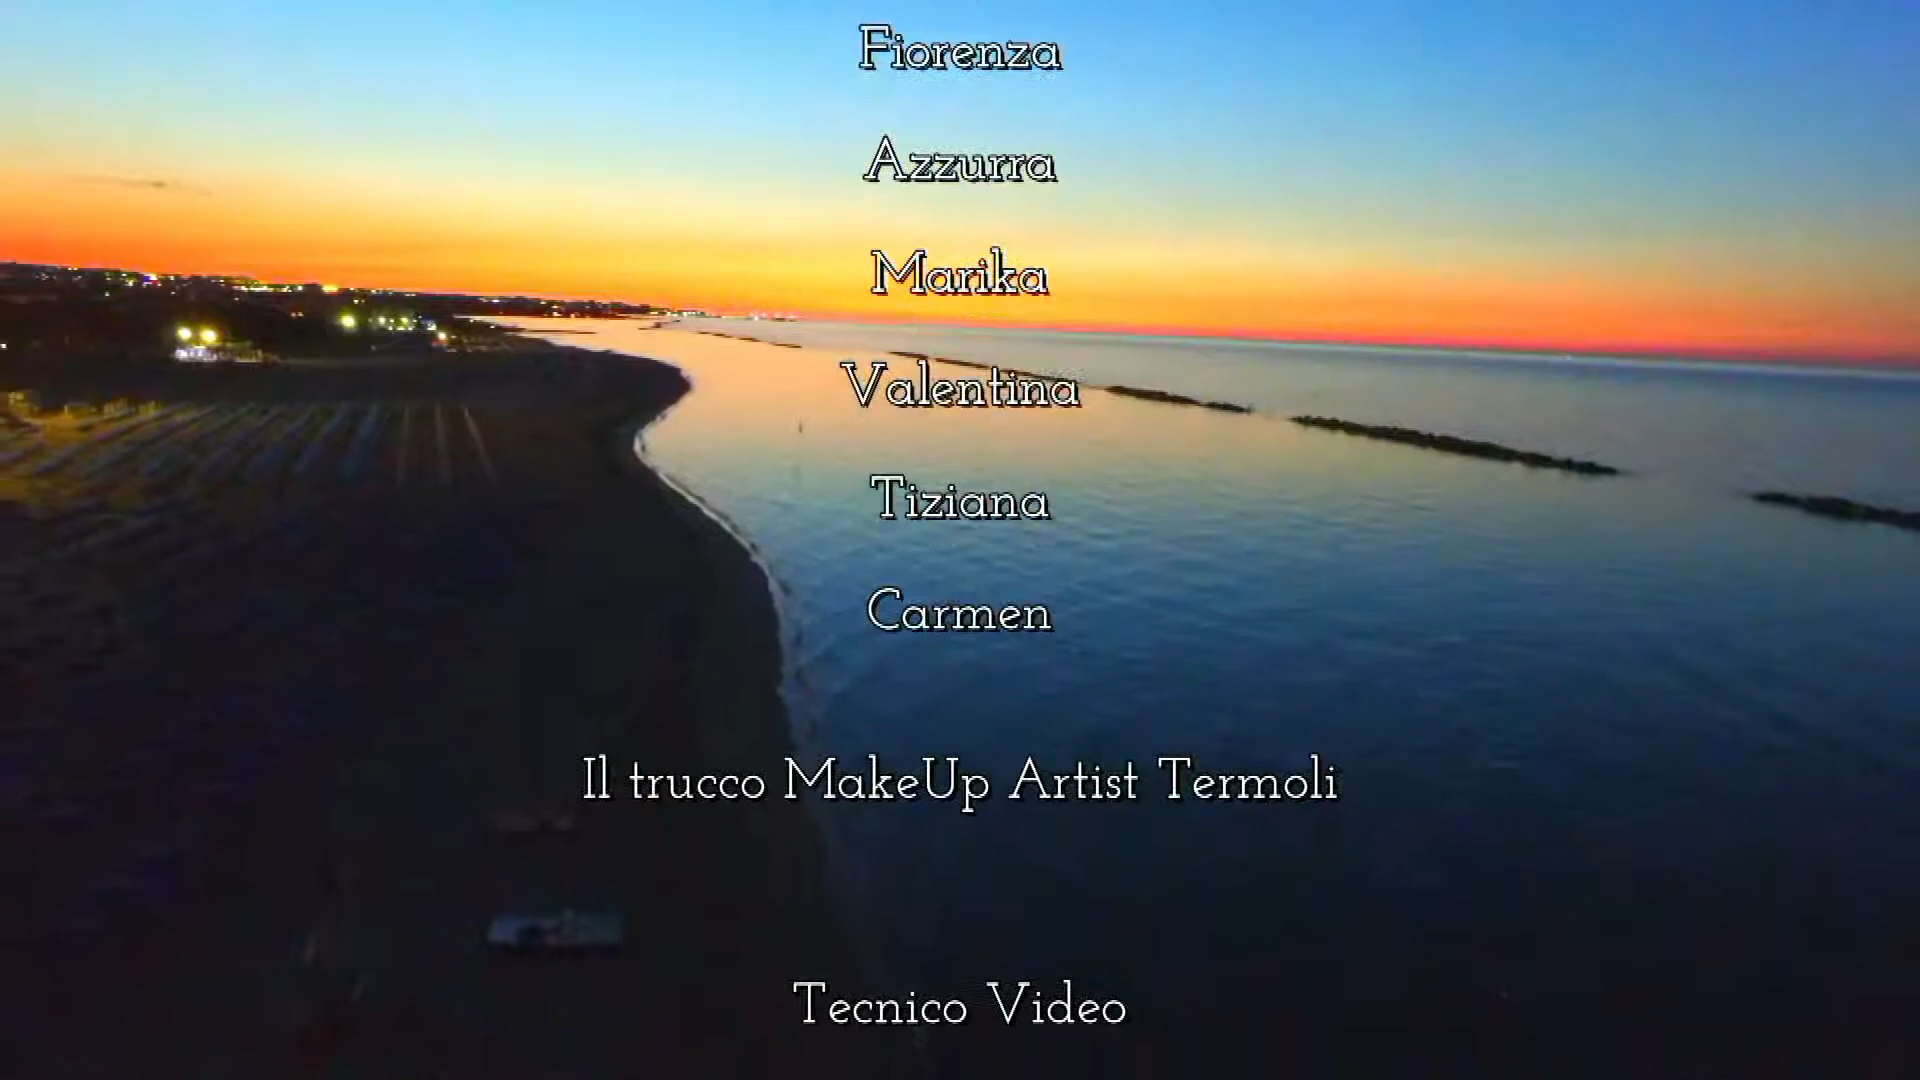 Fiorenza
Azzurra
Marika
Valentina
Tiziana
Carmen
Il trucco MakeUp Artist Termoli
Tecnico Video